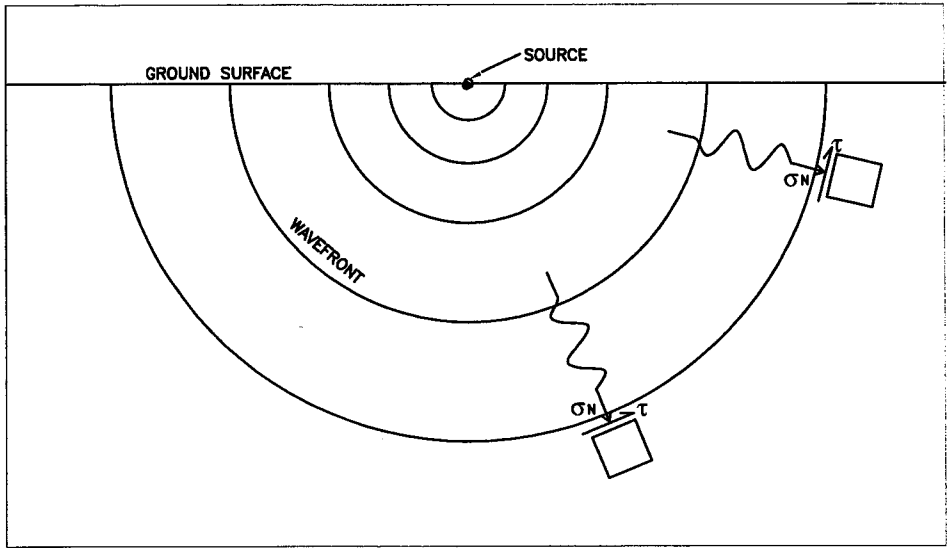 SOURCE
GROUND SURFACE
τ
σN
WAVEFRONT
σN
τ